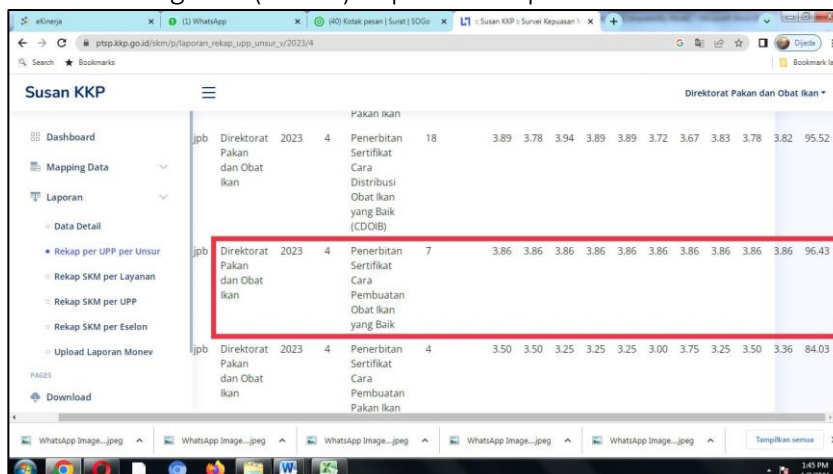 eKinerja
(1) WhatsApp
(40) Kotak pesan | Surat | SOGo
:: Susan KKP :: Survei Kepuasan
ptsp.kkp.go.id/skm/p/laporan_rekap_upp_unsur_v/2023/4
Dijeda
Search
Bookmarks
Bookmark la
Susan KKP
Direktorat Pakan dan Obat Ikan
Dashboard
Mapping Data
Laporan
Data Detail
Rekap per UPP per Unsur
Rekap SKM per Layanan
Rekap SKM per UPP
Rekap SKM per Eselon
Upload Laporan Monev
PAGES
Download
Pakan Ikan
jpb Direktorat 2023 4 Penerbitan 18 3.89 3.78 3.94 3.89 3.89 3.72 3.67 3.83 3.78 3.82 95.52
Pakan Sertifikat
dan Obat Cara
Ikan Distribusi
Obat Ikan
yang Baik
(CDOIB)
jpb Direktorat 2023 4 Penerbitan 7 3.86 3.86 3.86 3.86 3.86 3.86 3.86 3.86 3.86 3.86 96.43
Pakan Sertifikat
dan Obat Cara
Ikan Pembuatan
Obat Ikan
yang Baik
jpb Direktorat 2023 4 Penerbitan 4 3.50 3.50 3.25 3.25 3.25 3.00 3.75 3.25 3.50 3.36 84.03
Pakan Sertifikat
dan Obat Cara
Ikan Pembuatan
Pakan Ikan
WhatsApp Image....jpeg
WhatsApp Image....jpeg
WhatsApp Image....jpeg
WhatsApp Image....jpeg
WhatsApp Image....jpeg
Tampilkan semua
1:45 PM